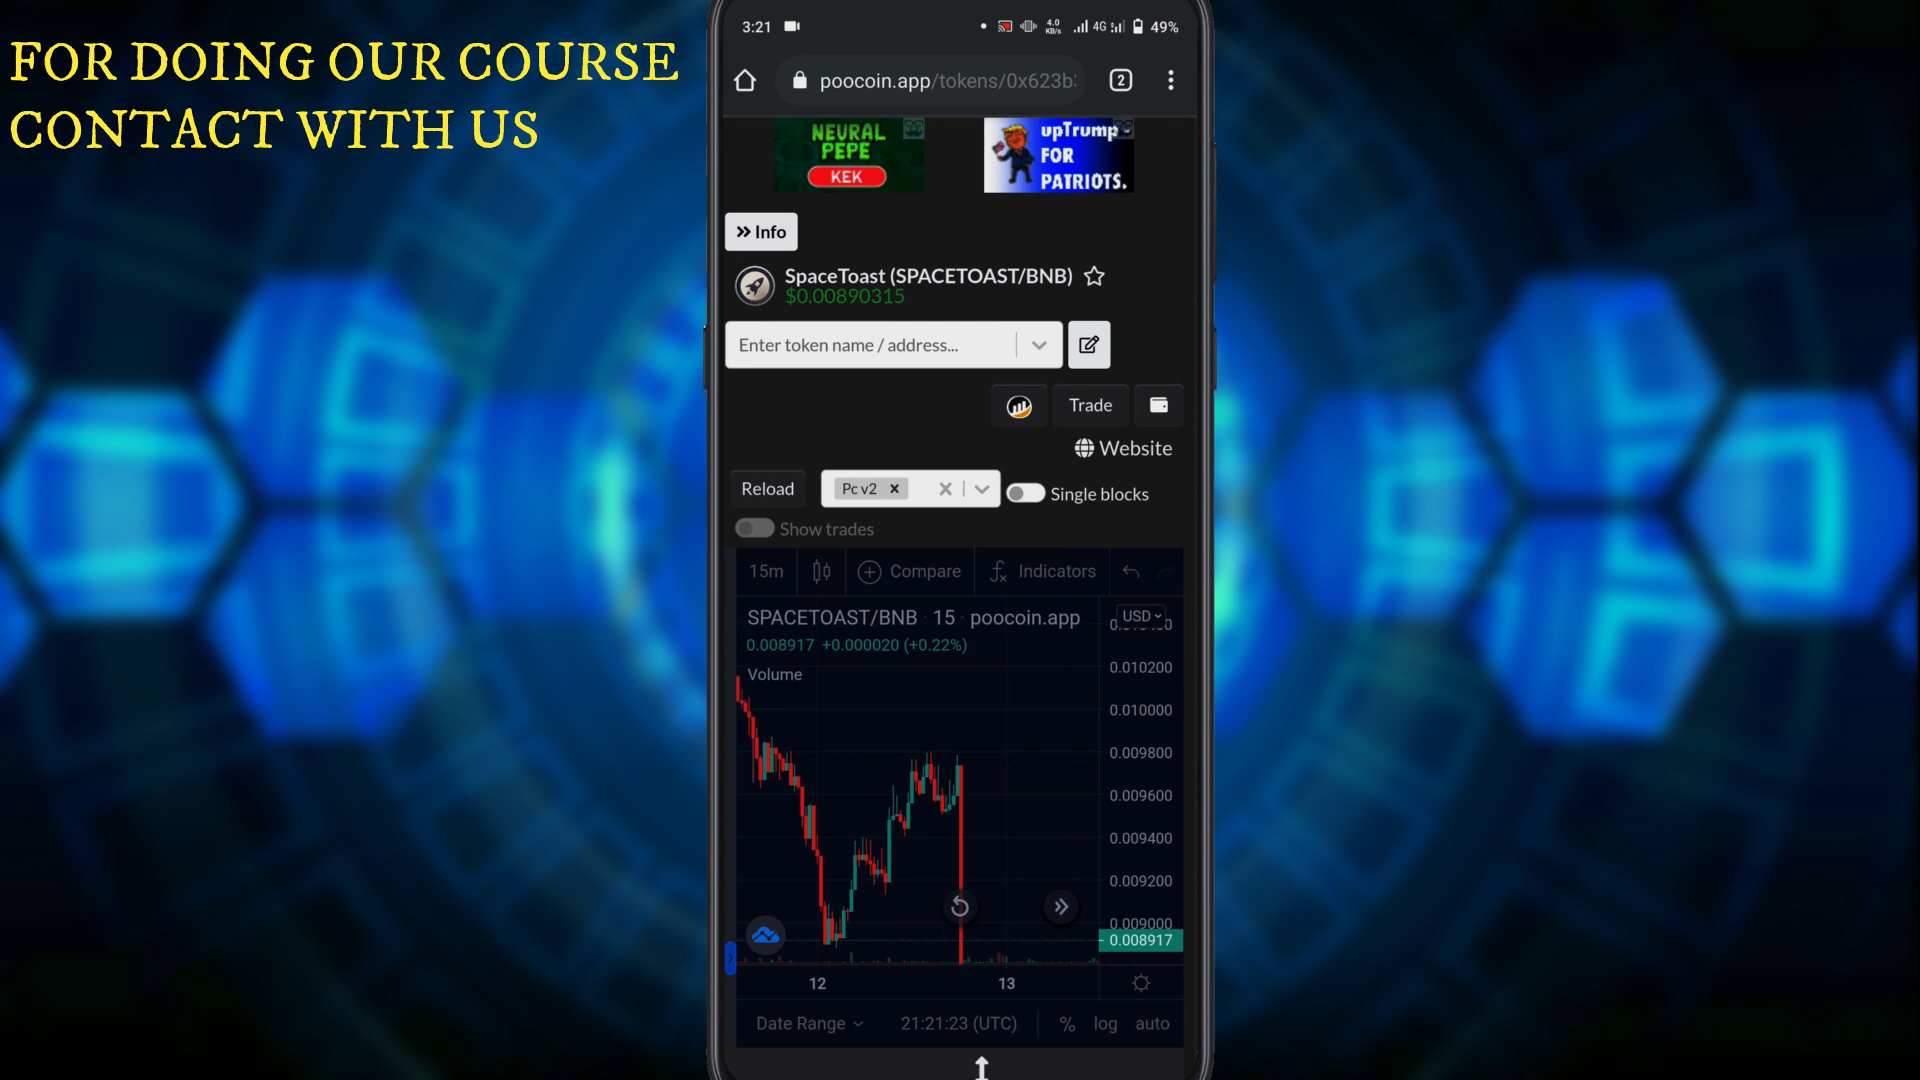 FOR DOING OUR COURSE
CONTACT WITH US
3:21
4.0 KB/s
4G
49%
poocoin.app/tokens/0x623b
2
NEURAL
PEPE
KEK
upTrump
FOR
PATRIOTS.
Info
SpaceToast (SPACETOAST/BNB)
$0.00890315
Enter token name / address...
Trade
Website
Reload
Pc v2
Single blocks
Show trades
15m
Compare
Indicators
SPACETOAST/BNB · 15 · poocoin.app
USD
0.008917 +0.000020 (+0.22%)
Volume
0.010200
0.010000
0.009800
0.009600
0.009400
0.009200
0.009000
0.008917
12
13
Date Range
21:21:23 (UTC)
%
log
auto